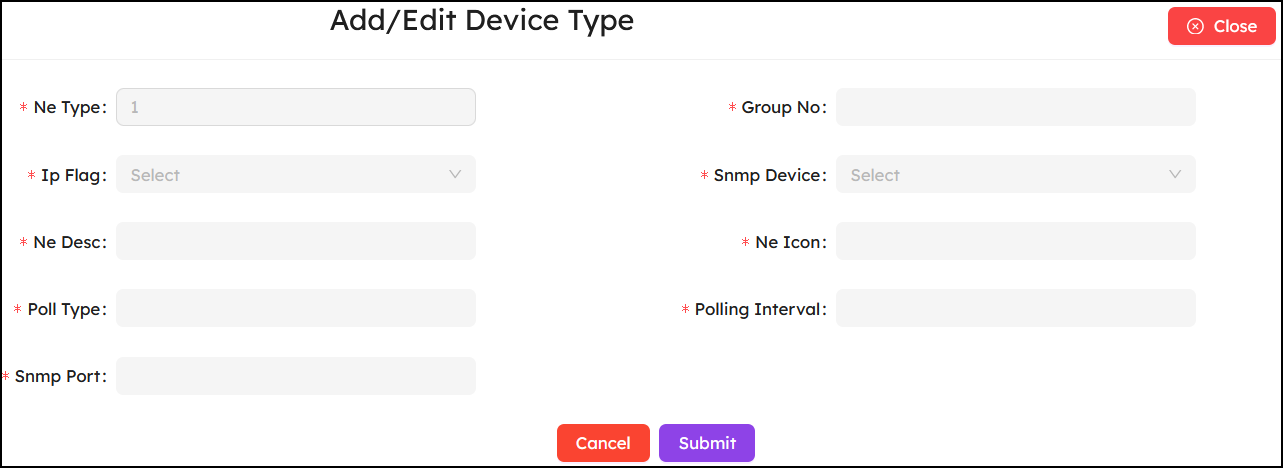 Add/Edit Device Type
Close
* Ne Type: 1
* Group No:
* Ip Flag: Select
* Snmp Device: Select
* Ne Desc:
* Ne Icon:
* Poll Type:
* Polling Interval:
* Snmp Port:
Cancel Submit